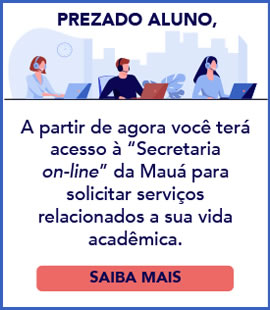 PREZADO ALUNO,
A partir de agora você terá
acesso à “Secretaria
on-line” da Mauá para
solicitar serviços
relacionados a sua vida
acadêmica.
SAIBA MAIS